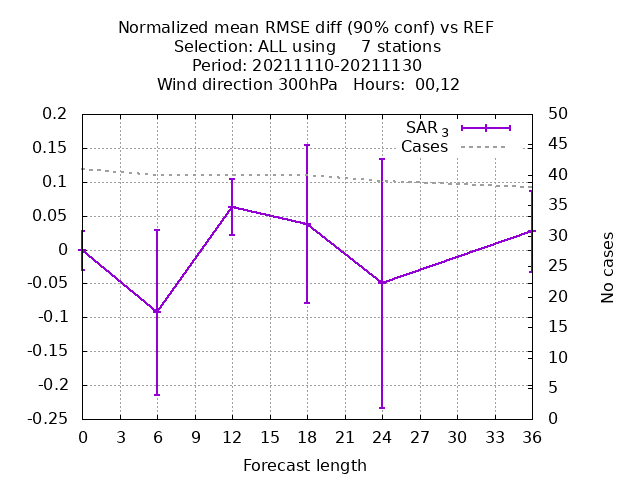 Normalized mean RMSE diff (90% conf) vs REF
Selection: ALL using     7 stations
Period: 20211110-20211130
Wind direction 300hPa   Hours:  00,12
SAR 3
Cases
0.2
0.15
0.1
0.05
0
-0.05
-0.1
-0.15
-0.2
-0.25
50
45
40
35
30
25
20
15
10
5
0
No cases
0 3 6 9 12 15 18 21 24 27 30 33 36
Forecast length